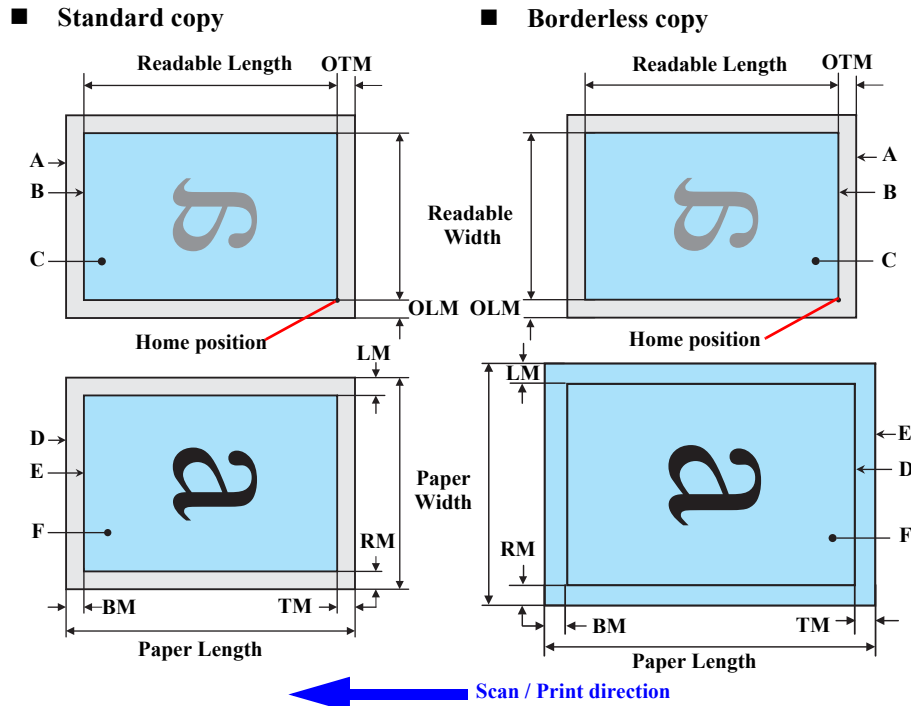 ■ Standard copy
Readable Length
OTM
A
B
C
a
OLM
Home position
LM
D
E
F
a
RM
BM
TM
Paper Length
■ Borderless copy
Readable Length
OTM
A
B
C
a
Readable
Width
OLM
Home position
LM
E
D
F
a
Paper
Width
RM
BM
TM
Paper Length
Scan / Print direction